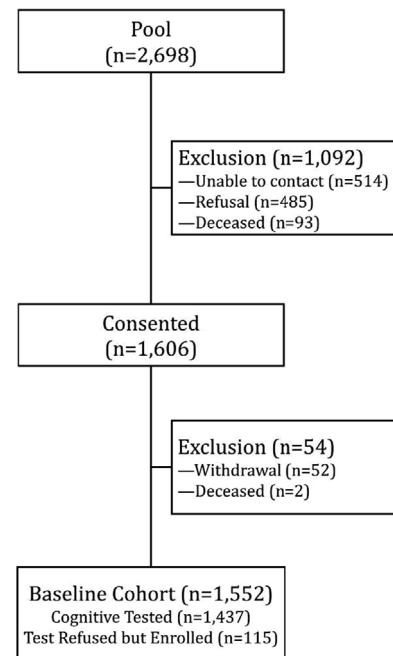 Pool
(n=2,698)
Exclusion (n=1,092)
—Unable to contact (n=514)
—Refusal (n=485)
—Deceased (n=93)
Consented
(n=1,606)
Exclusion (n=54)
—Withdrawal (n=52)
—Deceased (n=2)
Baseline Cohort (n=1,552)
Cognitive Tested (n=1,437)
Test Refused but Enrolled (n=115)